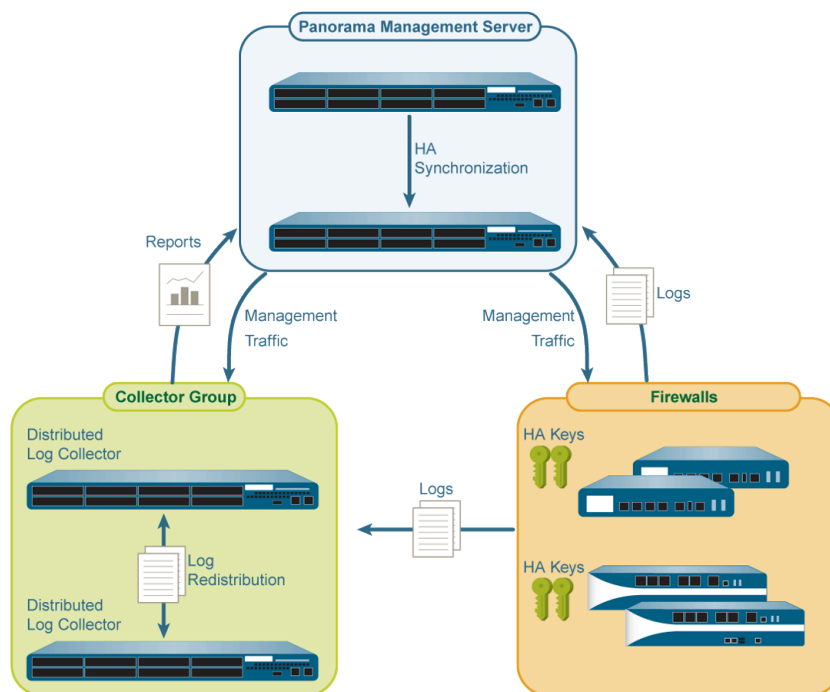 Panorama Management Server
HA
Synchronization
Reports
Logs
Management
Traffic
Management
Traffic
Collector Group
Firewalls
Distributed
Log Collector
HA Keys
Logs
Log
Redistribution
HA Keys
Distributed
Log Collector